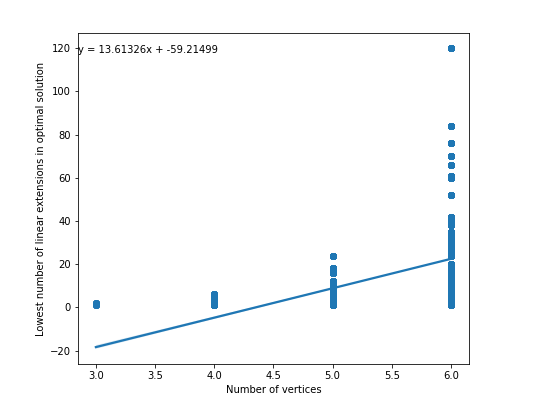 y = 13.61326x + -59.21499
120
100
80
60
40
20
0
−20
Lowest number of linear extensions in optimal solution
3.0 3.5 4.0 4.5 5.0 5.5 6.0
Number of vertices